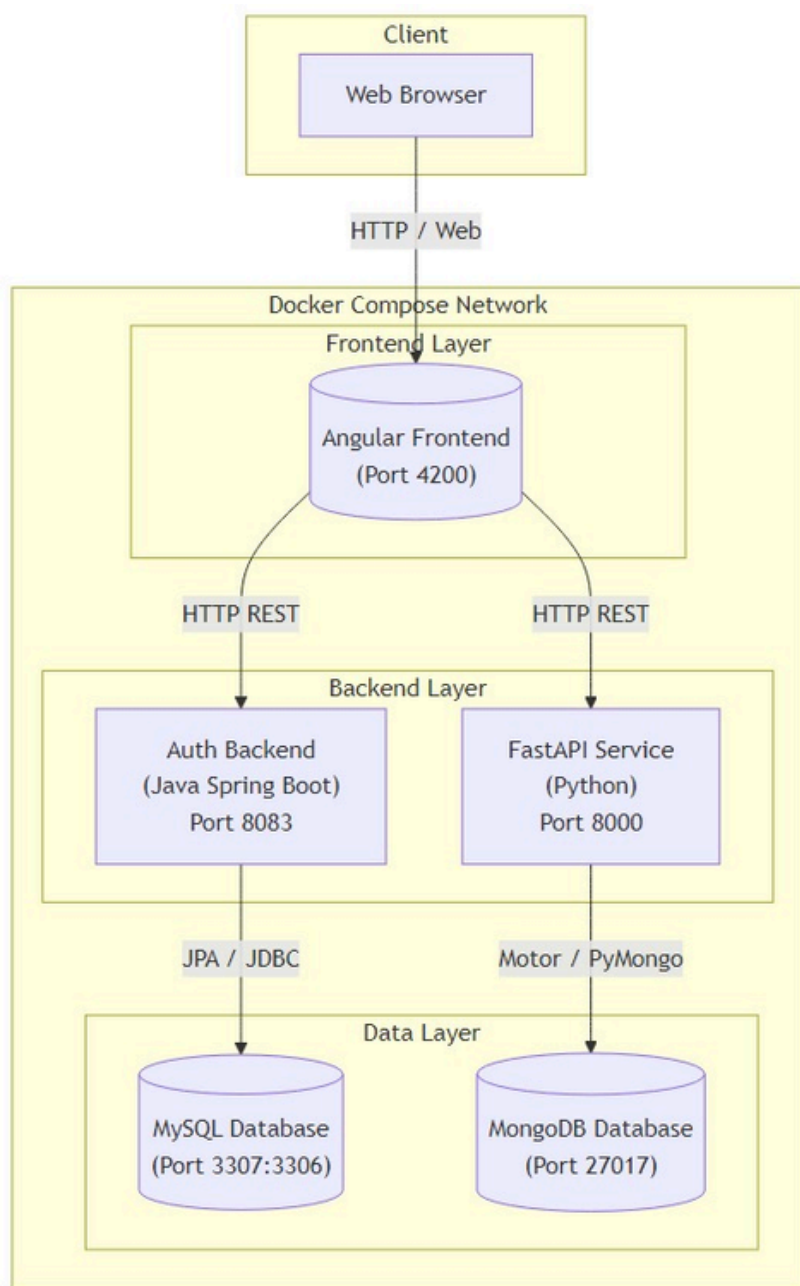 Client
Web Browser
HTTP / Web
Docker Compose Network
Frontend Layer
Angular Frontend
(Port 4200)
HTTP REST
HTTP REST
Backend Layer
Auth Backend
(Java Spring Boot)
Port 8083
FastAPI Service
(Python)
Port 8000
JPA / JDBC
Motor / PyMongo
Data Layer
MySQL Database
(Port 3307:3306)
MongoDB Database
(Port 27017)